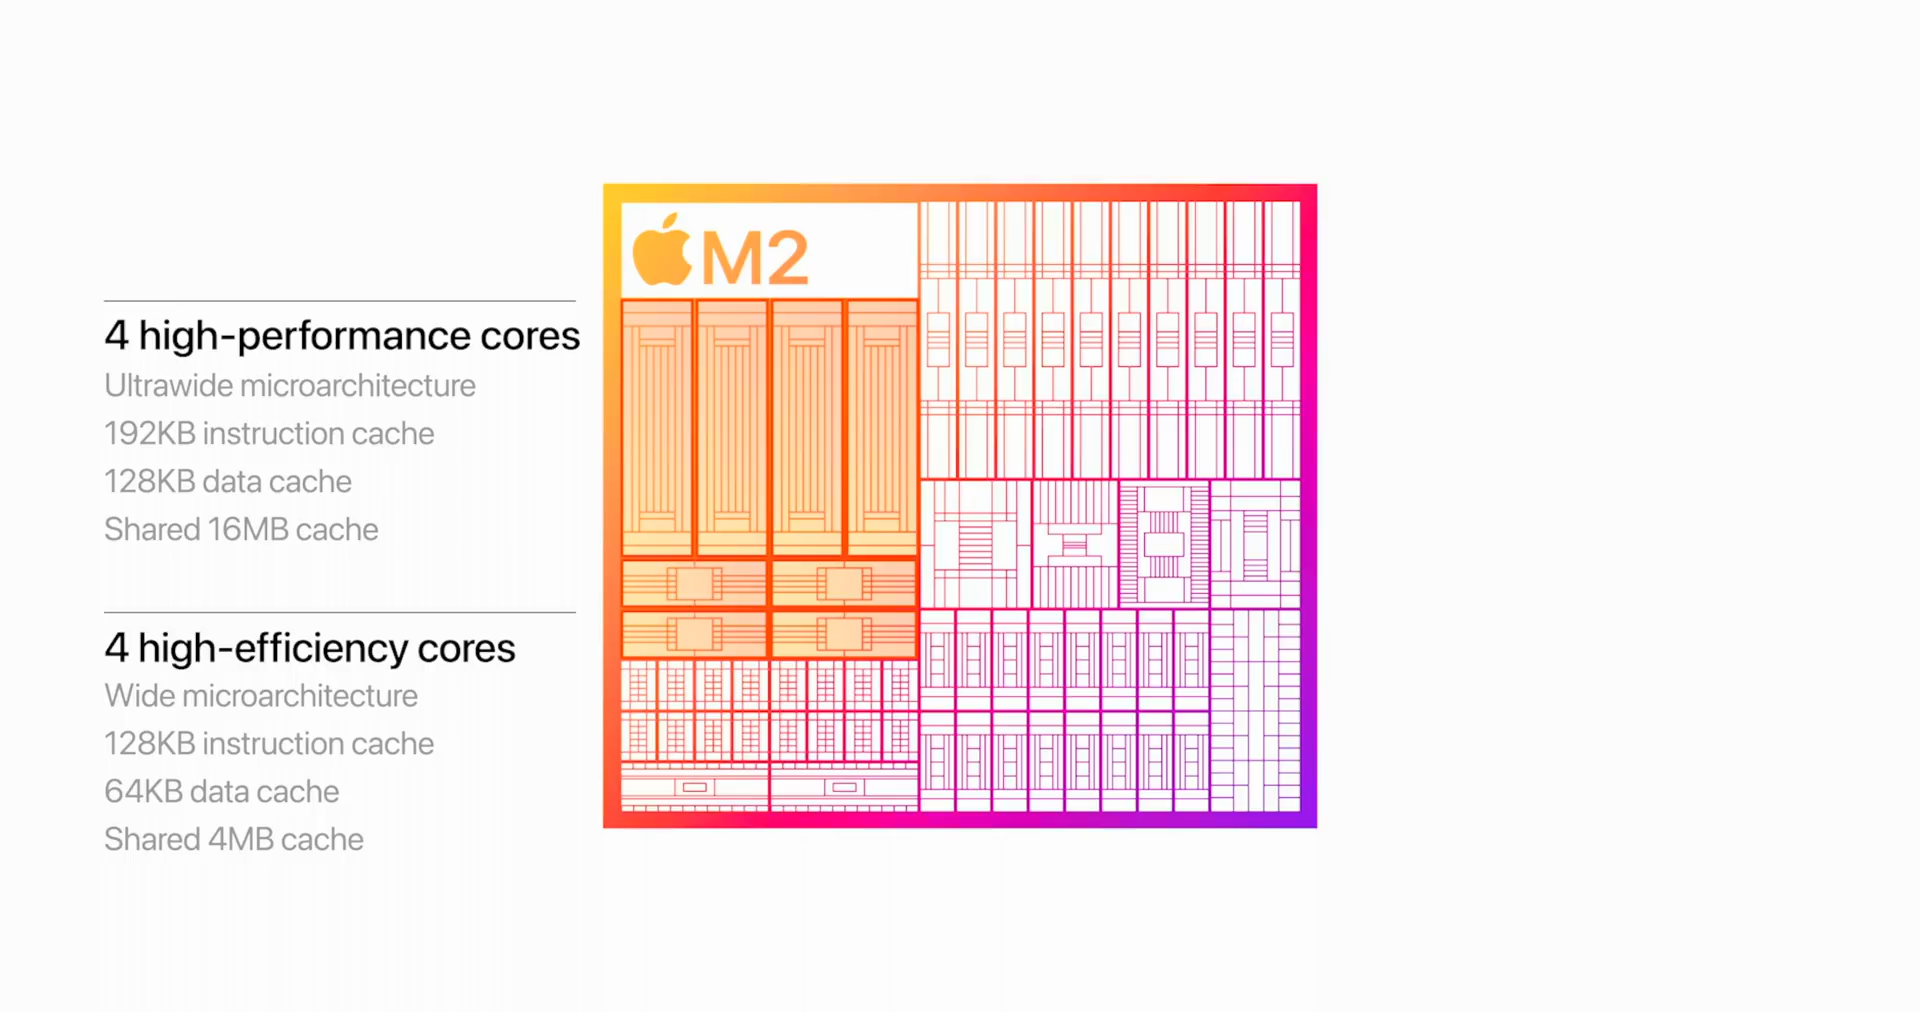 4 high-performance cores
Ultrawide microarchitecture
192KB instruction cache
128KB data cache
Shared 16MB cache
4 high-efficiency cores
Wide microarchitecture
128KB instruction cache
64KB data cache
Shared 4MB cache
M2